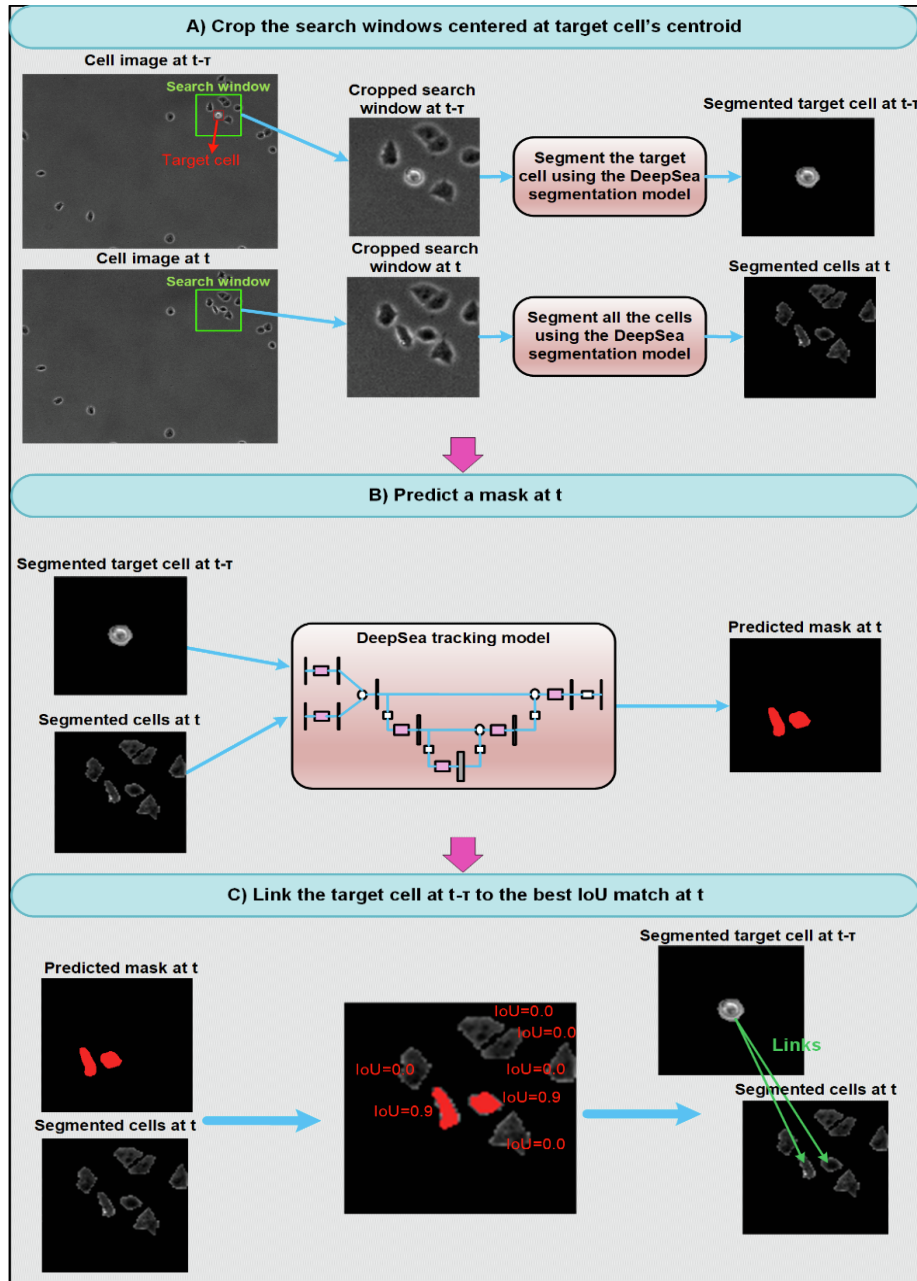 A) Crop the search windows centered at target cell's centroid
Cell image at t-τ
Search window
Target cell
Cropped search
window at t-τ
Segment the target
cell using the DeepSea
segmentation model
Segmented target cell at t-τ
Cell image at t
Search window
Cropped search
window at t
Segment all the cells
using the DeepSea
segmentation model
Segmented cells at t
B) Predict a mask at t
Segmented target cell at t-τ
Segmented cells at t
DeepSea tracking model
Predicted mask at t
C) Link the target cell at t-τ to the best IoU match at t
Predicted mask at t
Segmented cells at t
IoU=0.0
IoU=0.0
IoU=0.0
IoU=0.0
IoU=0.9
IoU=0.9
IoU=0.0
Segmented target cell at t-τ
Links
Segmented cells at t